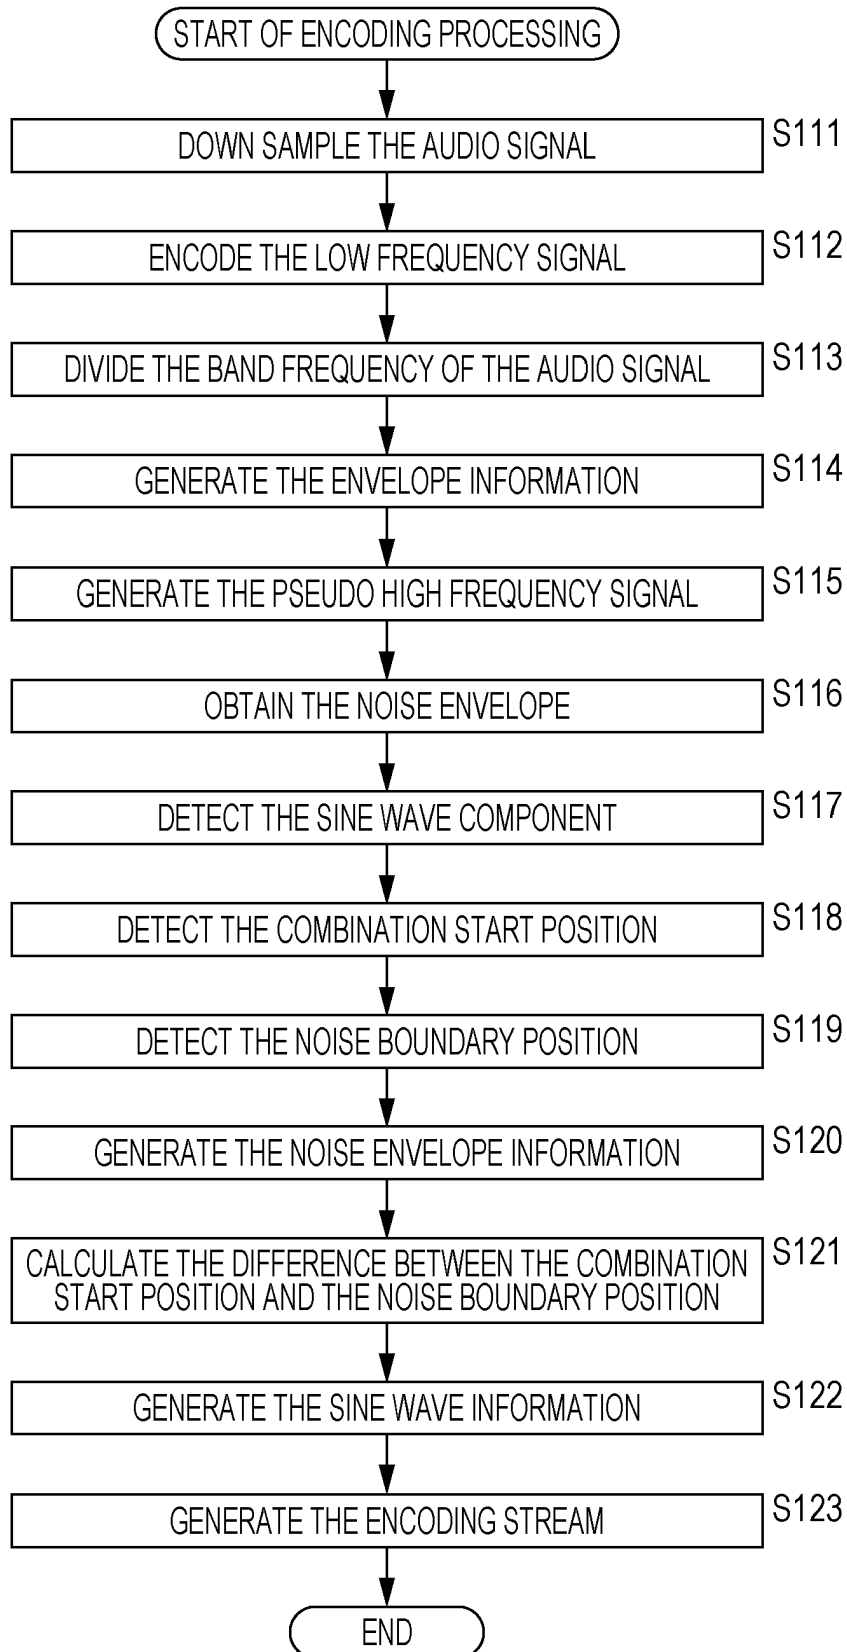 START OF ENCODING PROCESSING
DOWN SAMPLE THE AUDIO SIGNAL
S111
ENCODE THE LOW FREQUENCY SIGNAL
S112
DIVIDE THE BAND FREQUENCY OF THE AUDIO SIGNAL
S113
GENERATE THE ENVELOPE INFORMATION
S114
GENERATE THE PSEUDO HIGH FREQUENCY SIGNAL
S115
OBTAIN THE NOISE ENVELOPE
S116
DETECT THE SINE WAVE COMPONENT
S117
DETECT THE COMBINATION START POSITION
S118
DETECT THE NOISE BOUNDARY POSITION
S119
GENERATE THE NOISE ENVELOPE INFORMATION
S120
CALCULATE THE DIFFERENCE BETWEEN THE COMBINATION
START POSITION AND THE NOISE BOUNDARY POSITION
S121
GENERATE THE SINE WAVE INFORMATION
S122
GENERATE THE ENCODING STREAM
S123
END